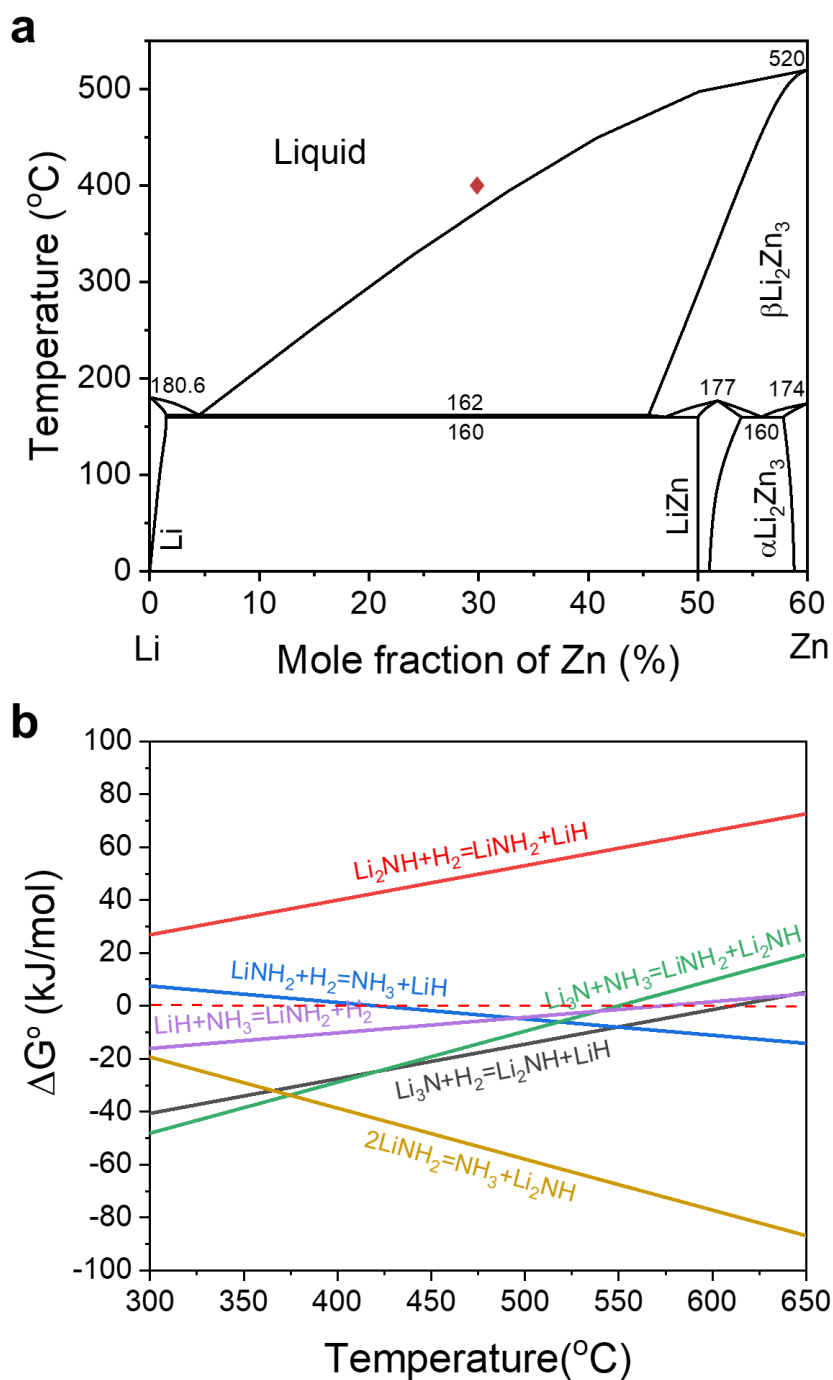 a
520
500
Liquid
400
Temperature (°C)
300
βLi₂Zn₃
200
180.6
177
174
162
160
160
100
Li
LiZn
αLi₂Zn₃
0
0 10 20 30 40 50 60
Li
Mole fraction of Zn (%)
Zn
b
100
80
60
40
20
0
-20
-40
-60
-80
-100
ΔG° (kJ/mol)
Li₂NH+H₂=LiNH₂+LiH
LiNH₂+H₂=NH₃+LiH
Li₃N+NH₃=LiNH₂+Li₂NH
LiH+NH₃=LiNH₂+H₂
Li₃N+H₂=Li₂NH+LiH
2LiNH₂=NH₃+Li₂NH
300 350 400 450 500 550 600 650
Temperature(°C)